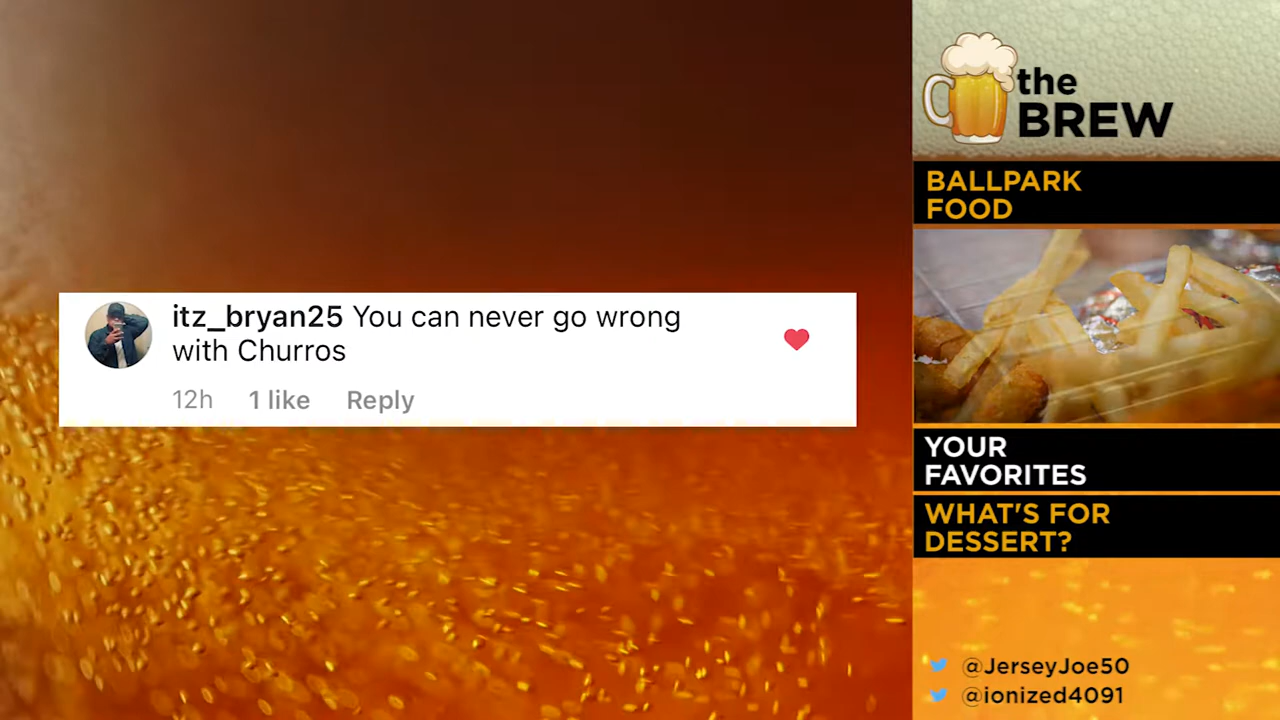 itz_bryan25 You can never go wrong
with Churros
12h 1 like Reply
the
BREW
BALLPARK
FOOD
YOUR
FAVORITES
WHAT'S FOR
DESSERT?
@JerseyJoe50
@ionized4091